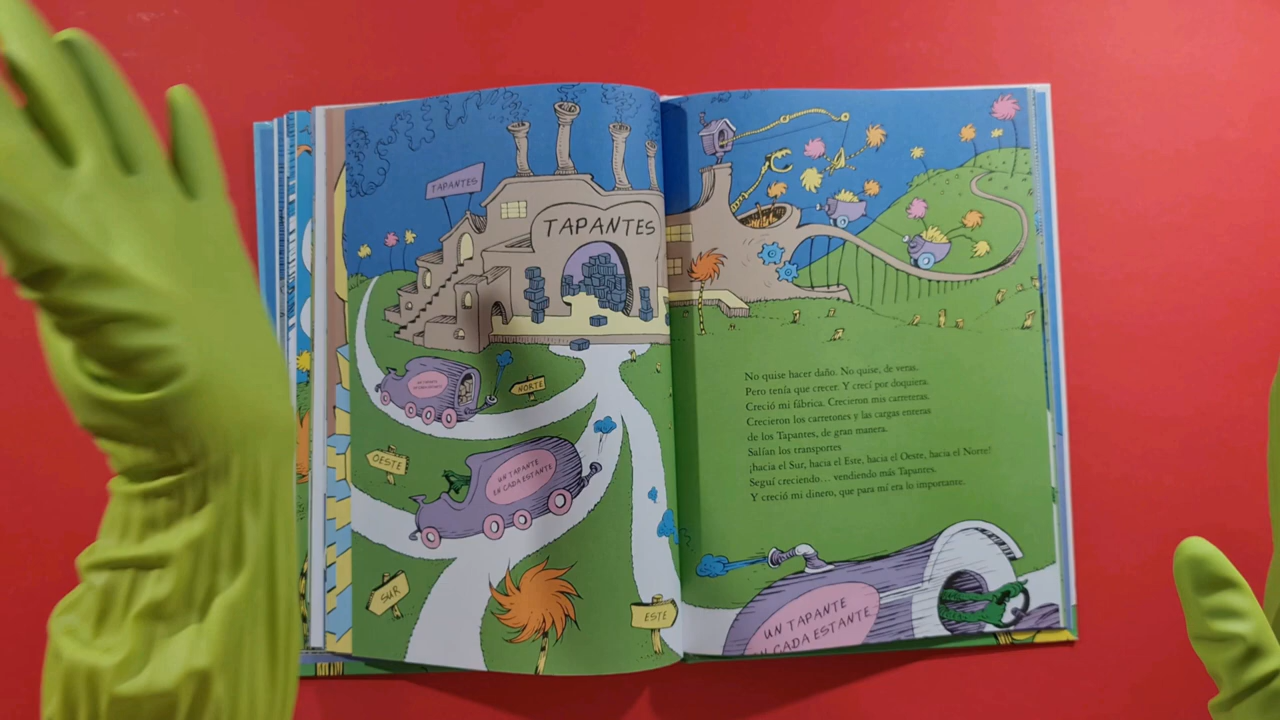 TAPANTES
TAPANTES
NORTE
OESTE
UN TAPANTE
EN CADA ESTANTE
SUR
ESTE
No quise hacer daño. No quise, de veras.
Pero tenía que crecer. Y crecí por doquiera.
Creció mi fábrica. Crecieron mis carreteras.
Crecieron los carretones y las cargas enteras
de los Tapantes, de gran manera.
Salían los transportes
¡hacia el Sur, hacia el Este, hacia el Oeste, hacia el Norte!
Seguí creciendo... vendiendo más Tapantes.
Y creció mi dinero, que para mí era lo importante.
UN TAPANTE
EN CADA ESTANTE